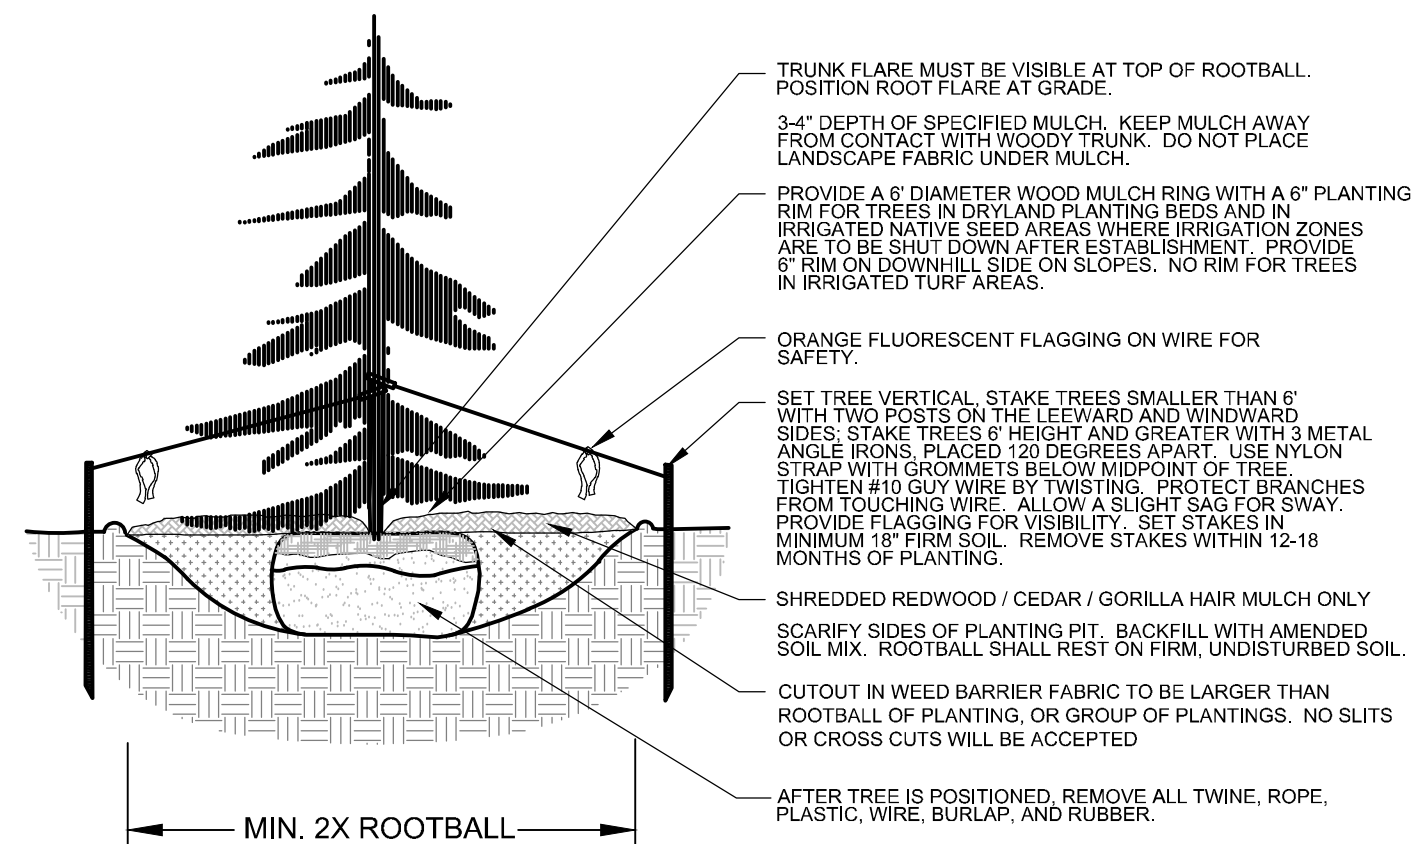 TRUNK FLARE MUST BE VISIBLE AT TOP OF ROOTBALL.
POSITION ROOT FLARE AT GRADE.
3-4" DEPTH OF SPECIFIED MULCH. KEEP MULCH AWAY
FROM CONTACT WITH WOODY TRUNK. DO NOT PLACE
LANDSCAPE FABRIC UNDER MULCH.
PROVIDE A 6' DIAMETER WOOD MULCH RING WITH A 6" PLANTING
RIM FOR TREES IN DRYLAND PLANTING BEDS AND IN
IRRIGATED NATIVE SEED AREAS WHERE IRRIGATION ZONES
ARE TO BE SHUT DOWN AFTER ESTABLISHMENT. PROVIDE
6" RIM ON DOWNHILL SIDE ON SLOPES. NO RIM FOR TREES
IN IRRIGATED TURF AREAS.
ORANGE FLUORESCENT FLAGGING ON WIRE FOR
SAFETY.
SET TREE VERTICAL, STAKE TREES SMALLER THAN 6'
WITH TWO POSTS ON THE LEEWARD AND WINDWARD
SIDES; STAKE TREES 6' HEIGHT AND GREATER WITH 3 METAL
ANGLE IRONS, PLACED 120 DEGREES APART. USE NYLON
STRAP WITH GROMMETS BELOW MIDPOINT OF TREE.
TIGHTEN #10 GUY WIRE BY TWISTING. PROTECT BRANCHES
FROM TOUCHING WIRE. ALLOW A SLIGHT SAG FOR SWAY.
PROVIDE FLAGGING FOR VISIBILITY. SET STAKES IN
MINIMUM 18" FIRM SOIL. REMOVE STAKES WITHIN 12-18
MONTHS OF PLANTING.
SHREDDED REDWOOD / CEDAR / GORILLA HAIR MULCH ONLY
SCARIFY SIDES OF PLANTING PIT. BACKFILL WITH AMENDED
SOIL MIX. ROOTBALL SHALL REST ON FIRM, UNDISTURBED SOIL.
CUTOUT IN WEED BARRIER FABRIC TO BE LARGER THAN
ROOTBALL OF PLANTING, OR GROUP OF PLANTINGS. NO SLITS
OR CROSS CUTS WILL BE ACCEPTED
AFTER TREE IS POSITIONED, REMOVE ALL TWINE, ROPE,
PLASTIC, WIRE, BURLAP, AND RUBBER.
MIN. 2X ROOTBALL